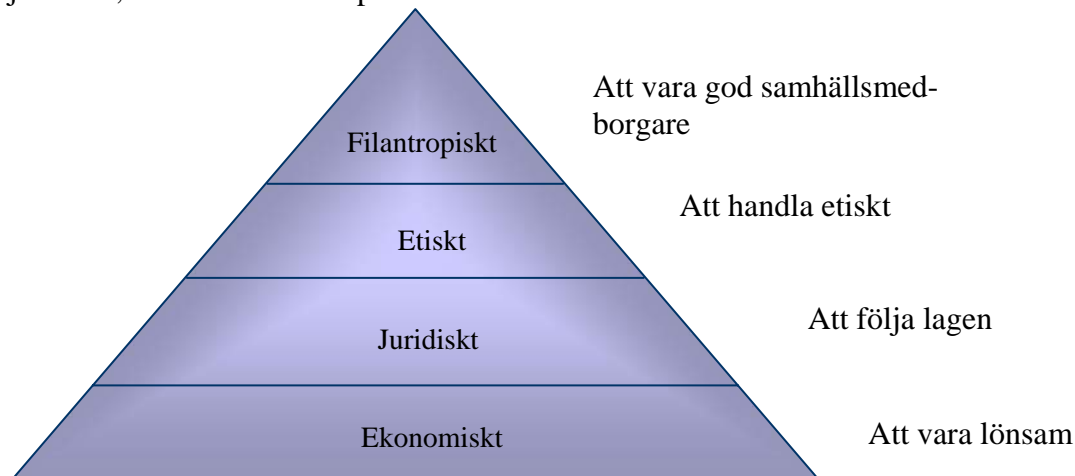 Att vara god samhällsmed-
borgare
Filantropiskt
Att handla etiskt
Etiskt
Att följa lagen
Juridiskt
Att vara lönsam
Ekonomiskt